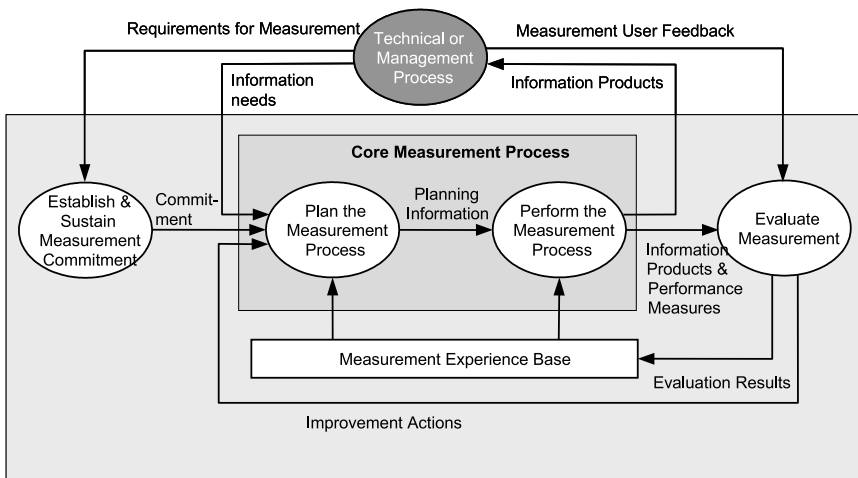 Requirements for Measurement
Technical or
Management
Process
Measurement User Feedback
Information
needs
Information Products
Core Measurement Process
Establish &
Sustain
Measurement
Commitment
Commit-
ment
Plan the
Measurement
Process
Planning
Information
Perform the
Measurement
Process
Evaluate
Measurement
Information
Products &
Performance
Measures
Measurement Experience Base
Evaluation Results
Improvement Actions